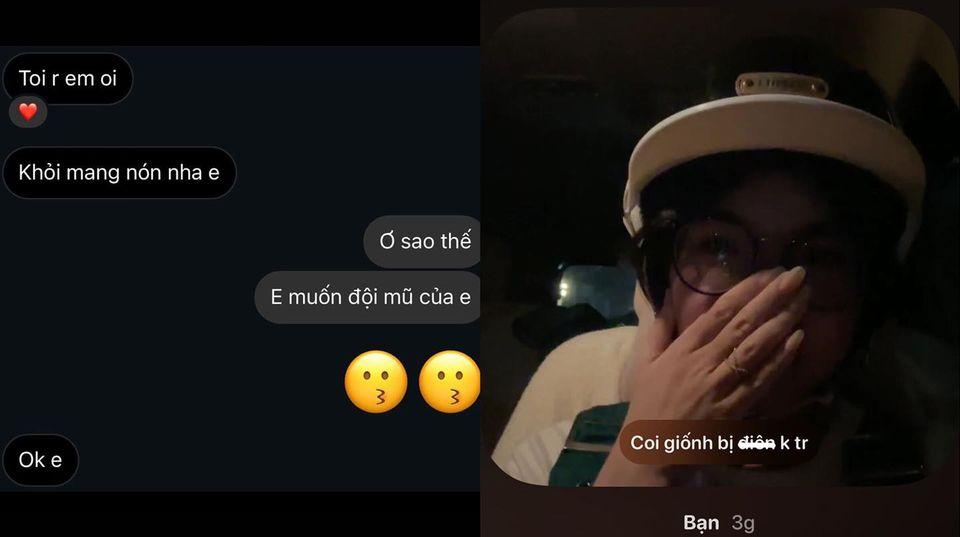 Toi r em oi
Khỏi mang nón nha e
Ơ sao thế
E muốn đội mũ của e
Ok e
Coi giốnh bị điên k tr
Bạn 3g